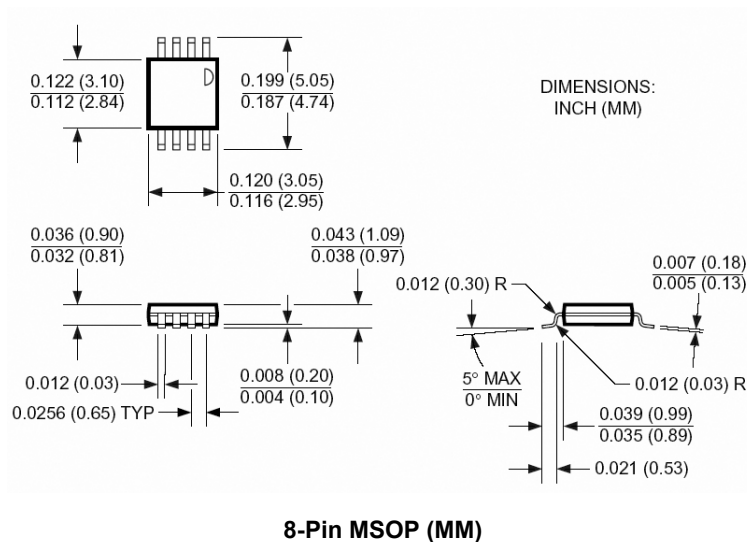 0.122 (3.10)
0.112 (2.84)
0.199 (5.05)
0.187 (4.74)
DIMENSIONS:
INCH (MM)
0.120 (3.05)
0.116 (2.95)
0.036 (0.90)
0.032 (0.81)
0.043 (1.09)
0.038 (0.97)
0.007 (0.18)
0.005 (0.13)
0.012 (0.30) R
0.012 (0.03)
0.008 (0.20)
0.004 (0.10)
5° MAX
0° MIN
0.012 (0.03) R
0.0256 (0.65) TYP
0.039 (0.99)
0.035 (0.89)
0.021 (0.53)
8-Pin MSOP (MM)